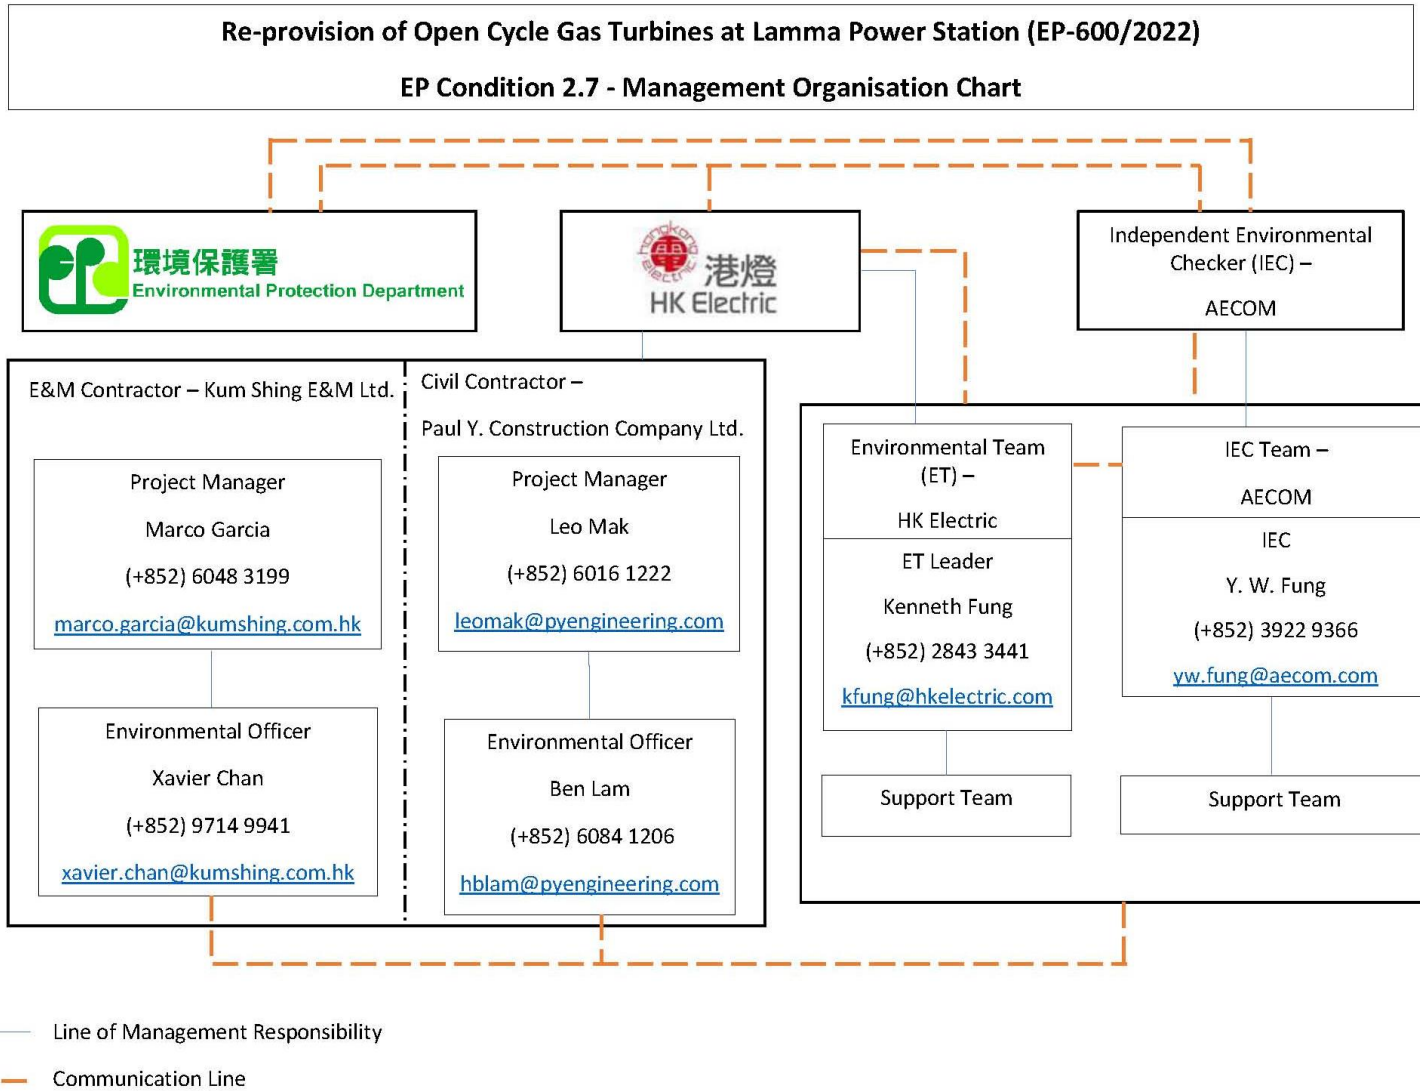 Re-provision of Open Cycle Gas Turbines at Lamma Power Station (EP-600/2022)
EP Condition 2.7 - Management Organisation Chart
環境保護署
Environmental Protection Department
hongkong
電
electric
港燈
HK Electric
Independent Environmental
Checker (IEC) –
AECOM
E&M Contractor – Kum Shing E&M Ltd.
Project Manager
Marco Garcia
(+852) 6048 3199
marco.garcia@kumshing.com.hk
Environmental Officer
Xavier Chan
(+852) 9714 9941
xavier.chan@kumshing.com.hk
Civil Contractor –
Paul Y. Construction Company Ltd.
Project Manager
Leo Mak
(+852) 6016 1222
leomak@pyengineering.com
Environmental Officer
Ben Lam
(+852) 6084 1206
hblam@pyengineering.com
Environmental Team
(ET) –
HK Electric
ET Leader
Kenneth Fung
(+852) 2843 3441
kfung@hkelectric.com
Support Team
IEC Team –
AECOM
IEC
Y. W. Fung
(+852) 3922 9366
yw.fung@aecom.com
Support Team
Line of Management Responsibility
Communication Line